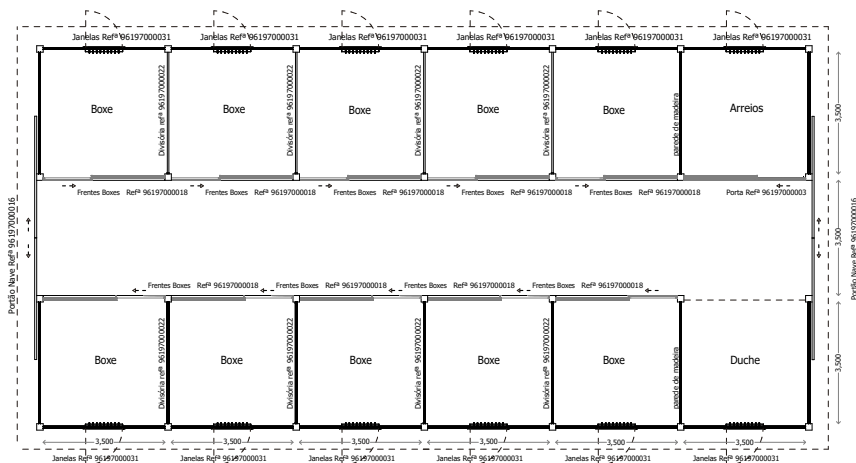 Janelas Refª 96197000031 Janelas Refª 96197000031 Janelas Refª 96197000031 Janelas Refª 96197000031 Janelas Refª 96197000031 Janelas Refª 96197000031
Boxe Boxe Boxe Boxe Boxe Arreios
Divisória refª 96197000022
Divisória refª 96197000022
Divisória refª 96197000022
Divisória refª 96197000022
parede de madeira
3,500
Frentes Boxes Refª 96197000018 Frentes Boxes Refª 96197000018 Frentes Boxes Refª 96197000018 Frentes Boxes Refª 96197000018 Frentes Boxes Refª 96197000018 Porta Refª 96197000003
Portão Nave Refª 96197000016
3,500
Portão Nave Refª 96197000016
Frentes Boxes Refª 96197000018 Frentes Boxes Refª 96197000018 Frentes Boxes Refª 96197000018 Frentes Boxes Refª 96197000018
Boxe Boxe Boxe Boxe Boxe Duche
Divisória refª 96197000022
Divisória refª 96197000022
Divisória refª 96197000022
Divisória refª 96197000022
parede de madeira
3,500
3,500 3,500 3,500 3,500 3,500 3,500
Janelas Refª 96197000031 Janelas Refª 96197000031 Janelas Refª 96197000031 Janelas Refª 96197000031 Janelas Refª 96197000031 Janelas Refª 96197000031